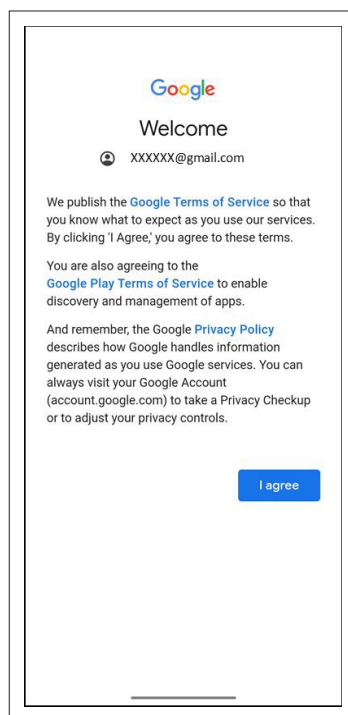 Google
Welcome
XXXXXX@gmail.com
We publish the Google Terms of Service so that
you know what to expect as you use our services.
By clicking 'I Agree,' you agree to these terms.
You are also agreeing to the
Google Play Terms of Service to enable
discovery and management of apps.
And remember, the Google Privacy Policy
describes how Google handles information
generated as you use Google services. You can
always visit your Google Account
(account.google.com) to take a Privacy Checkup
or to adjust your privacy controls.
I agree